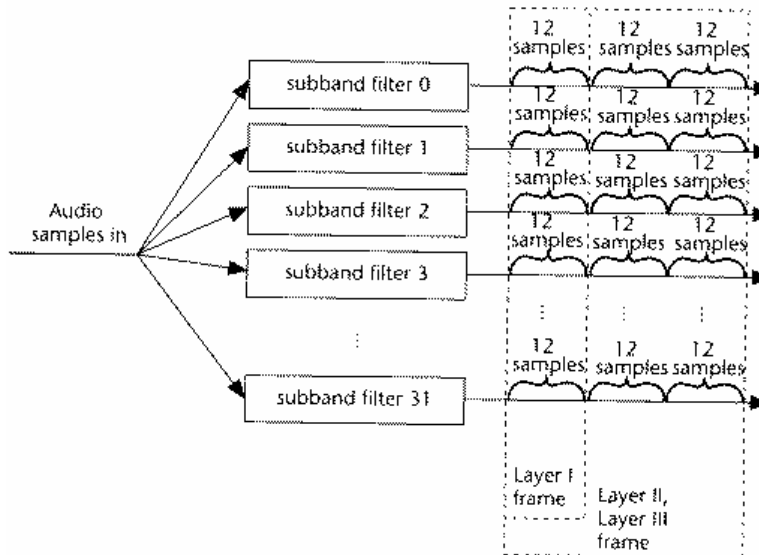 12 samples 12 samples 12 samples
subband filter 0
12 samples 12 samples 12 samples
subband filter 1
12 samples 12 samples 12 samples
subband filter 2
Audio samples in
12 samples 12 samples 12 samples
subband filter 3
⋮ ⋮ ⋮
⋮
12 samples 12 samples 12 samples
subband filter 31
Layer I
frame
Layer II,
Layer III
frame